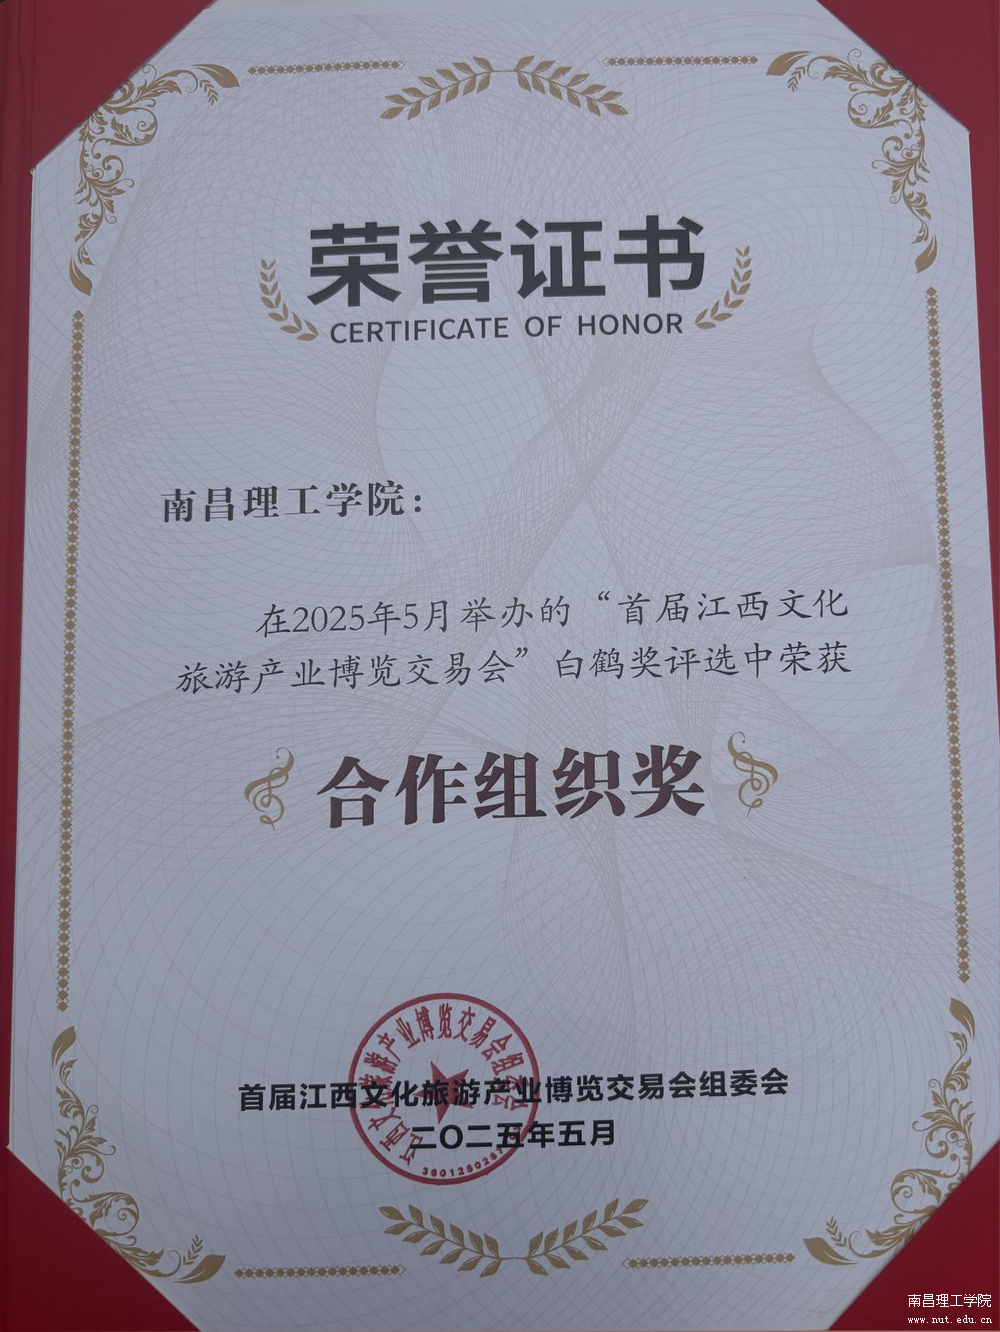 荣誉证书
CERTIFICATE OF HONOR
南昌理工学院：
在2025年5月举办的“首届江西文化
旅游产业博览交易会”白鹤奖评选中荣获
合作组织奖
首届江西文化旅游产业博览交易会组委会
二〇二五年五月
南昌理工学院
www.nut.edu.cn